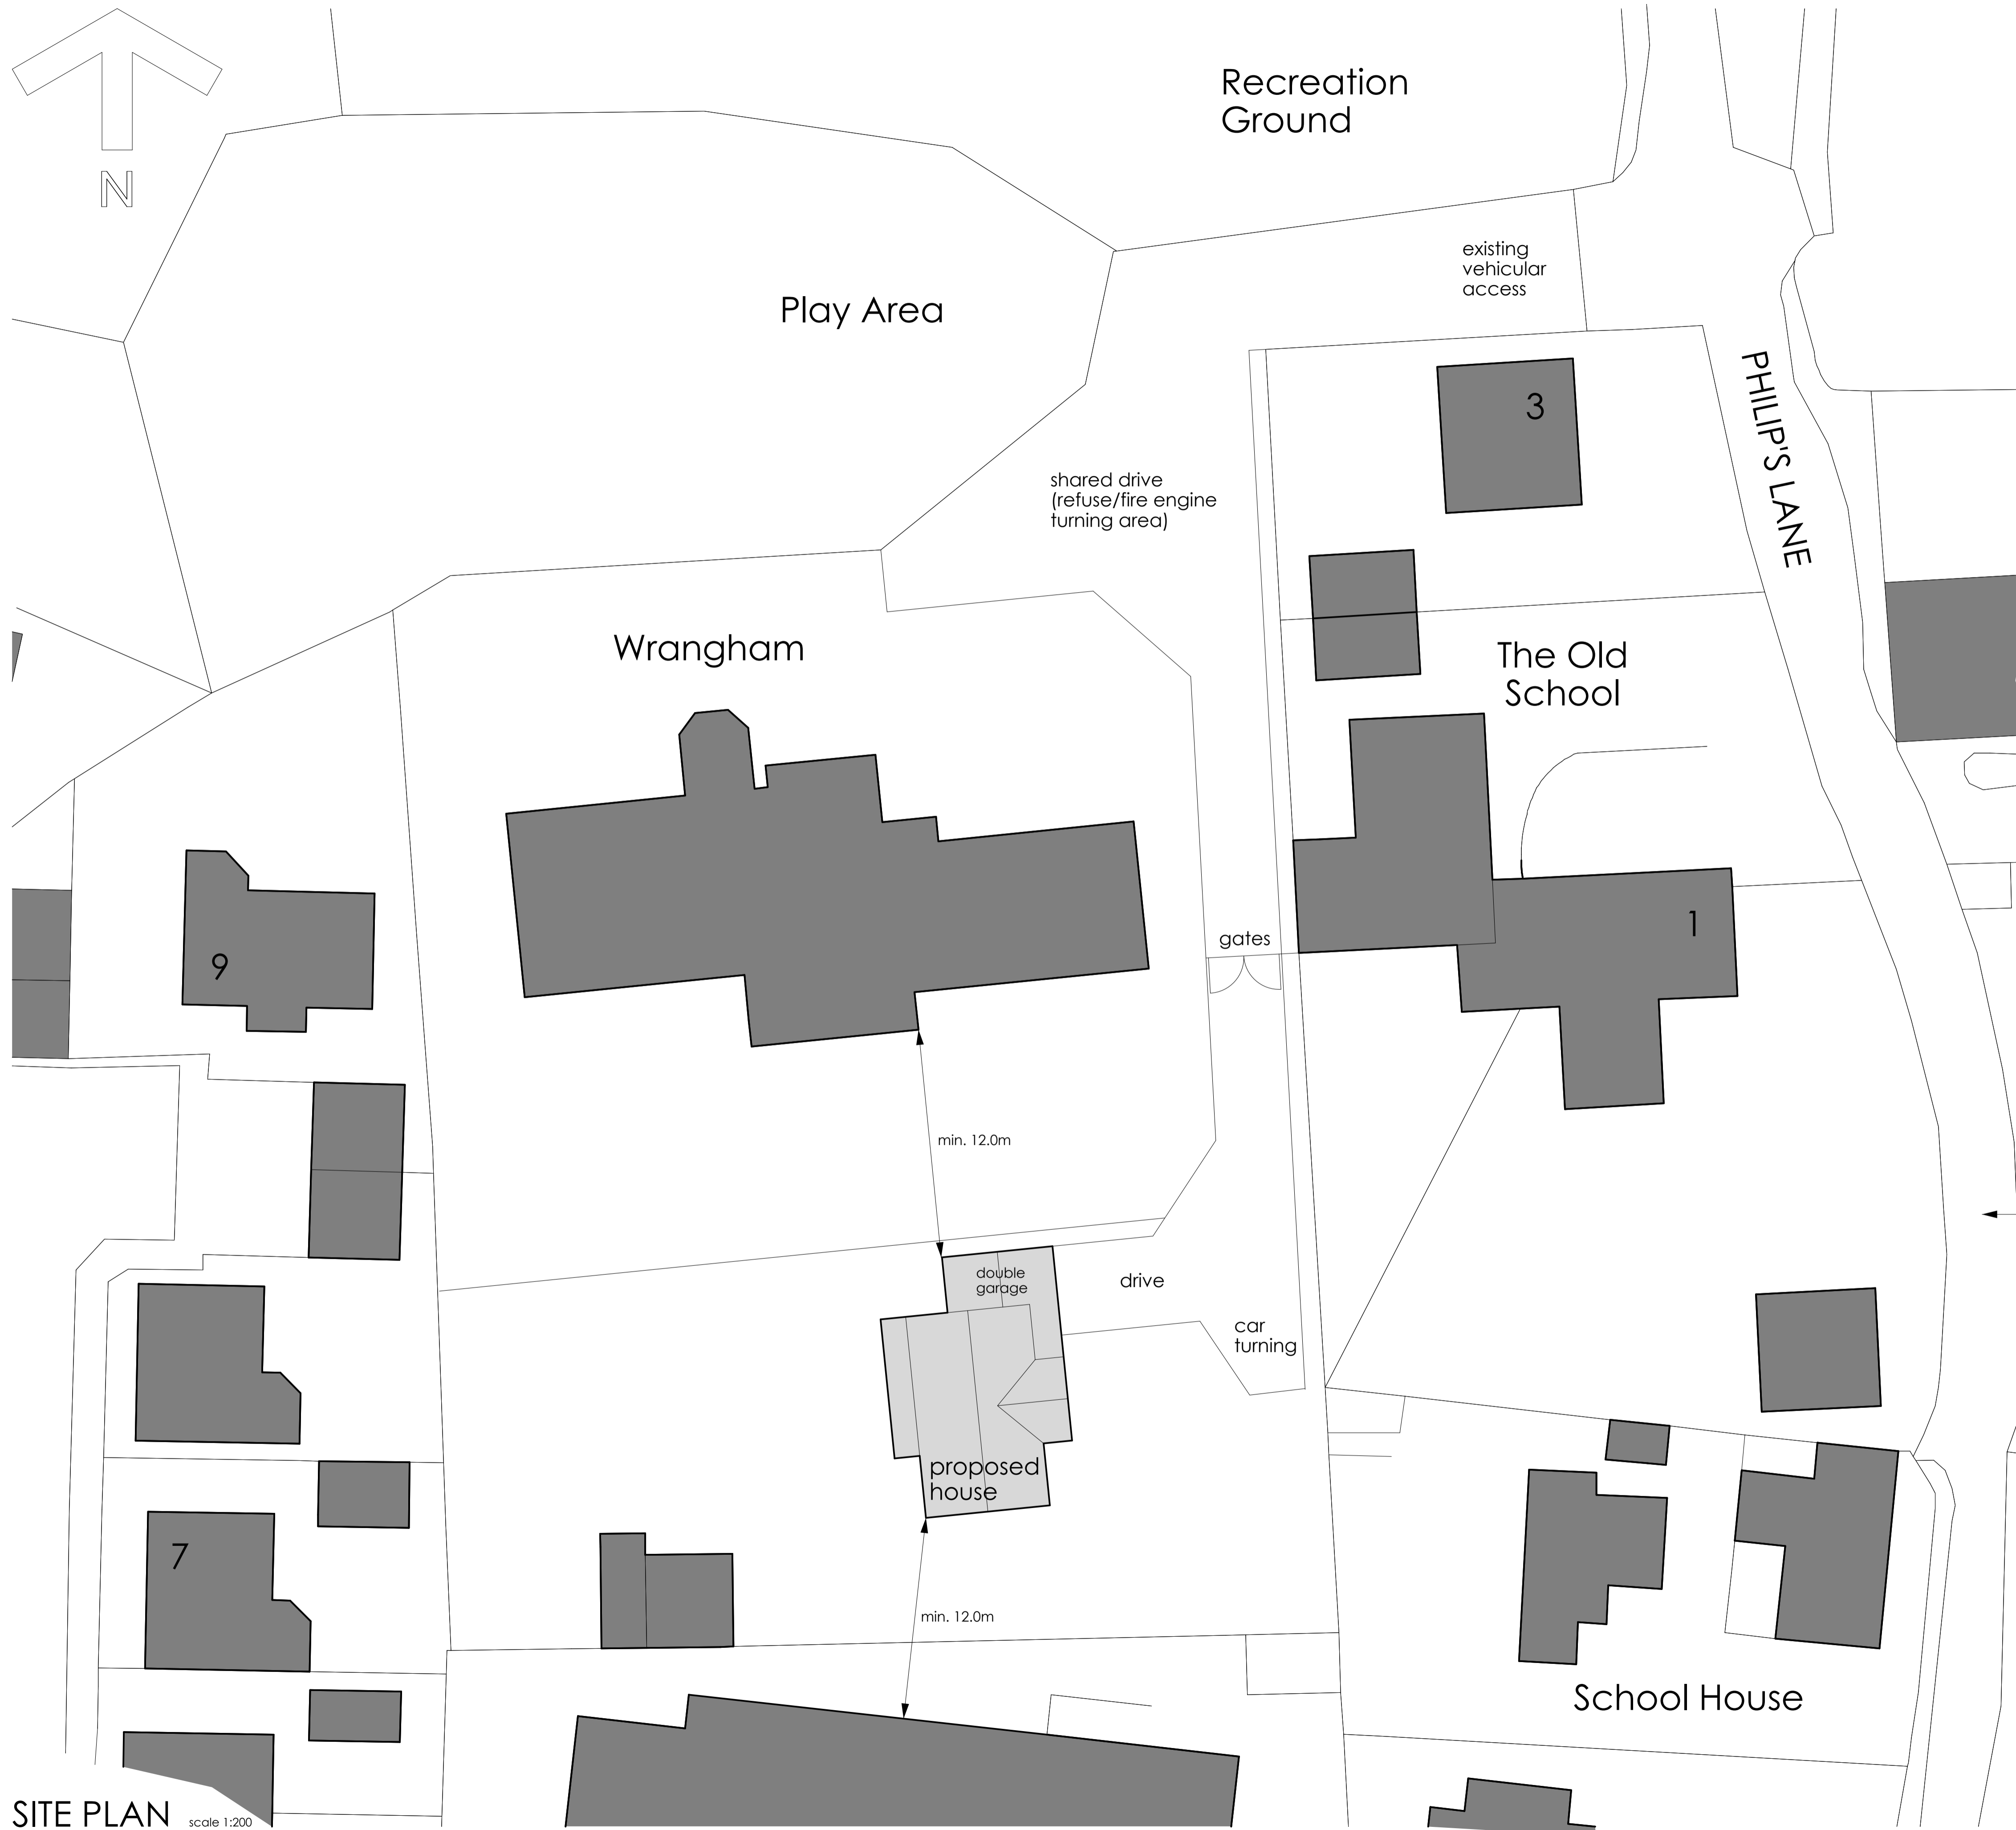 N
Recreation
Ground
existing
vehicular
access
Play Area
PHILIP'S LANE
3
shared drive
(refuse/fire engine
turning area)
Wrangham
The Old
School
9
gates
1
min. 12.0m
double
garage
drive
car
turning
proposed
house
7
min. 12.0m
School House
SITE PLAN scale 1:200